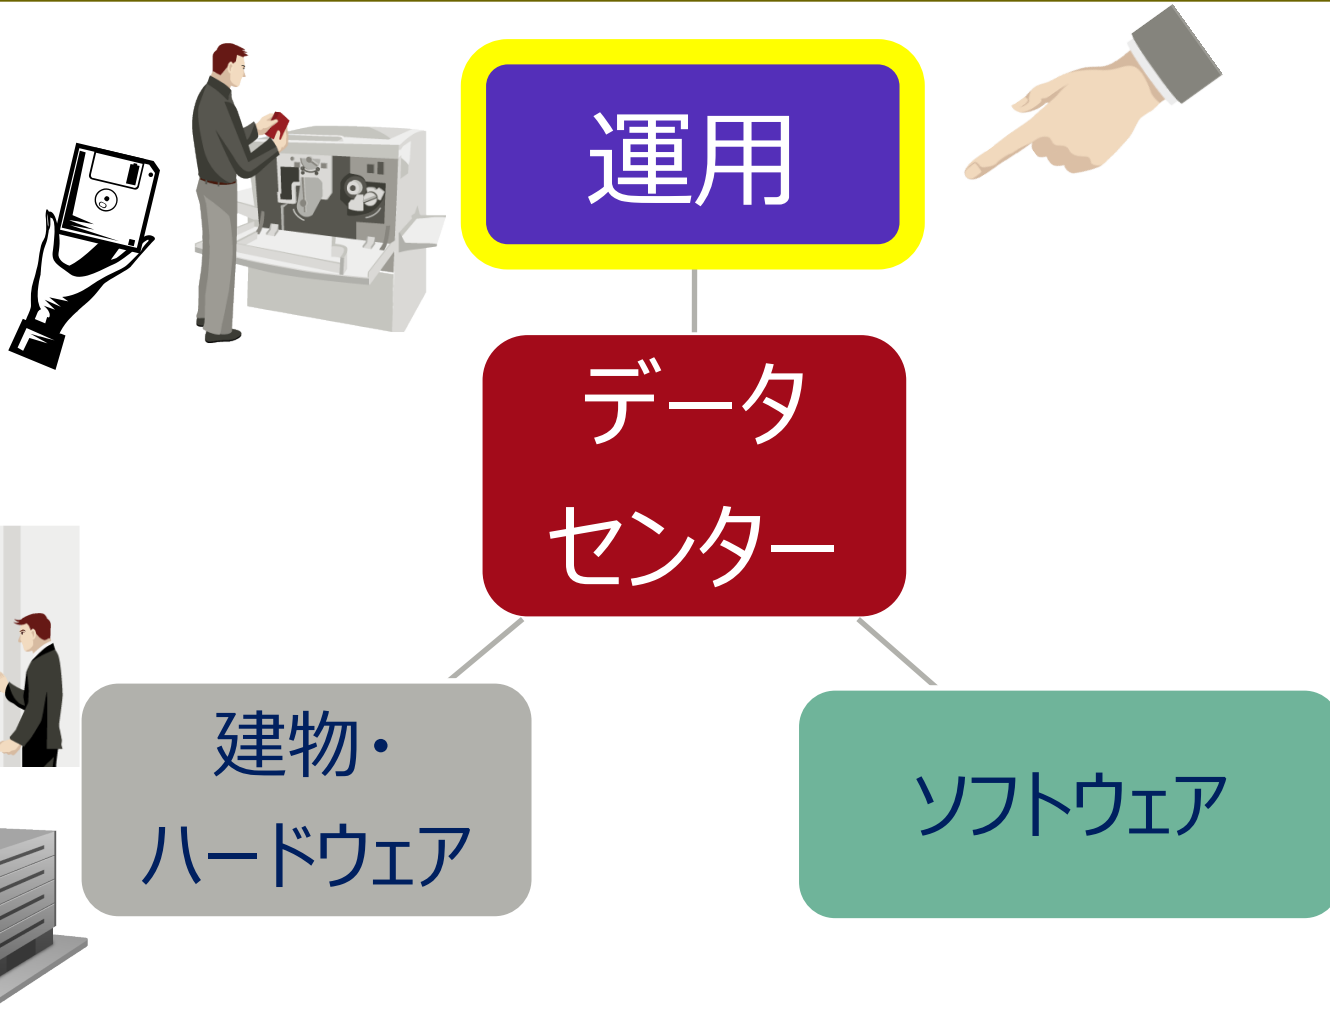 運用
データ
センター
建物・
ハードウェア
ソフトウェア